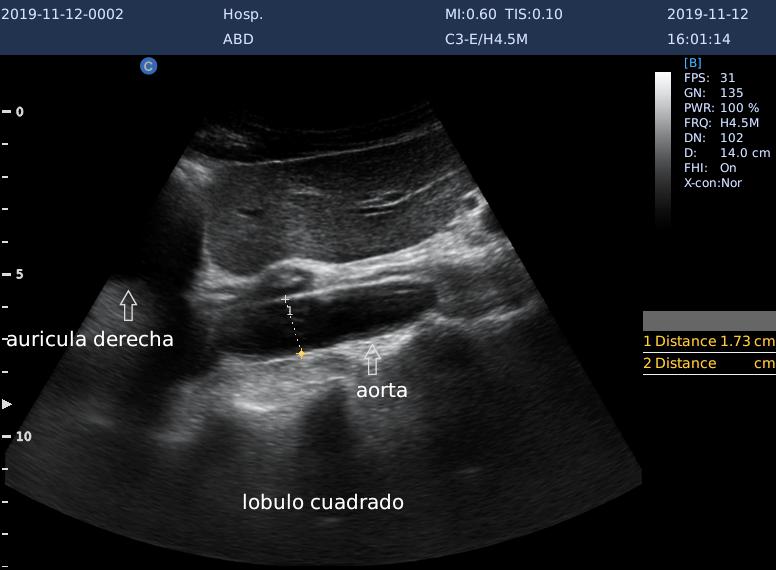 2019-11-12-0002 Hosp. MI:0.60 TIS:0.10 2019-11-12
ABD C3-E/H4.5M 16:01:14
C
[B]
FPS: 31
GN: 135
PWR: 100 %
FRQ: H4.5M
DN: 102
D: 14.0 cm
FHI: On
X-con:Nor
0
5
10
1
auricula derecha
aorta
lobulo cuadrado
1 Distance 1.73 cm
2 Distance cm